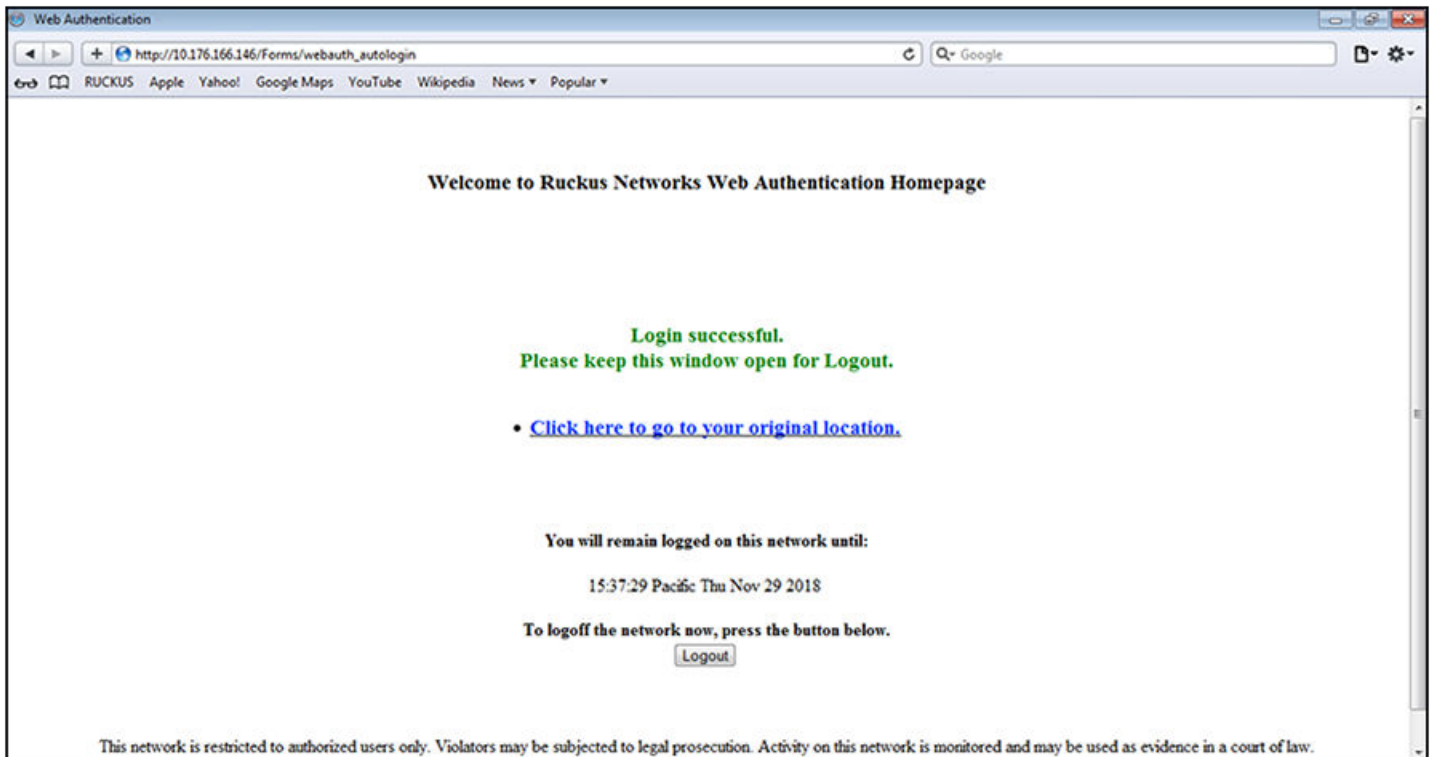 Web Authentication
http://10.176.166.146/Forms/webauth_autologin
Google
RUCKUS Apple Yahoo! Google Maps YouTube Wikipedia News Popular
Welcome to Ruckus Networks Web Authentication Homepage
Login successful.
Please keep this window open for Logout.
• Click here to go to your original location.
You will remain logged on this network until:
15:37:29 Pacific Thu Nov 29 2018
To logoff the network now, press the button below.
Logout
This network is restricted to authorized users only. Violators may be subjected to legal prosecution. Activity on this network is monitored and may be used as evidence in a court of law.